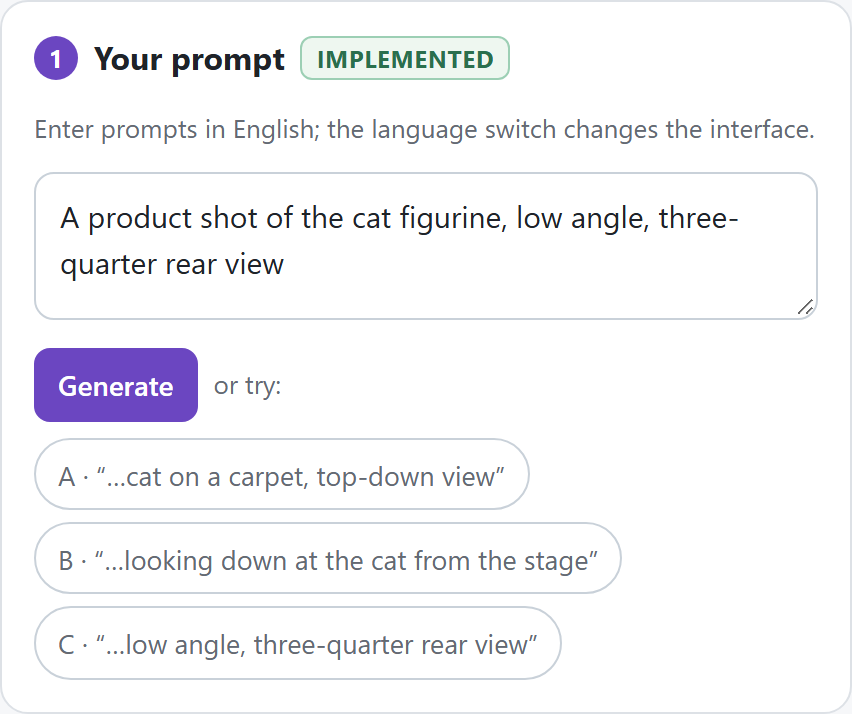 1 Your prompt IMPLEMENTED
Enter prompts in English; the language switch changes the interface.
A product shot of the cat figurine, low angle, three-
quarter rear view
Generate or try:
A · “…cat on a carpet, top-down view”
B · “…looking down at the cat from the stage”
C · “…low angle, three-quarter rear view”